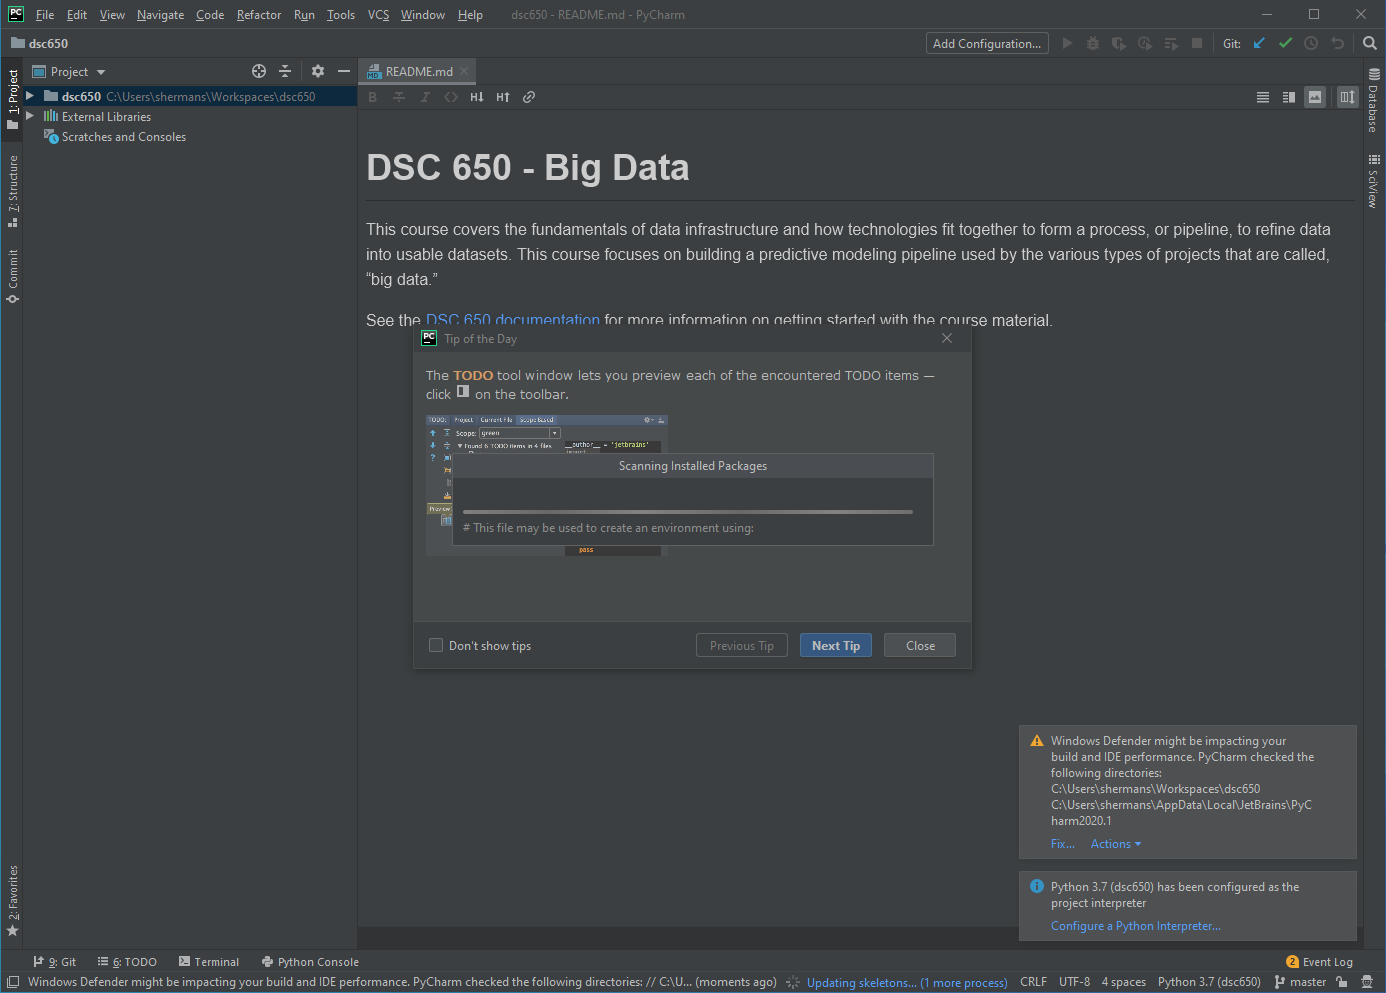 PC File Edit View Navigate Code Refactor Run Tools VCS Window Help dsc650 - README.md - PyCharm
dsc650 Add Configuration... Git:
1: Project
7: Structure
Commit
2: Favorites
Project
dsc650 C:\Users\shermans\Workspaces\dsc650
External Libraries
Scratches and Consoles
MD README.md
B I <> H↓ H↑
Database
SciView
DSC 650 - Big Data
This course covers the fundamentals of data infrastructure and how technologies fit together to form a process, or pipeline, to refine data
into usable datasets. This course focuses on building a predictive modeling pipeline used by the various types of projects that are called,
“big data.”
See the DSC 650 documentation for more information on getting started with the course material.
PC Tip of the Day
The TODO tool window lets you preview each of the encountered TODO items —
click on the toolbar.
TODO: Project Current File Scope Based
Scope: green
Found 6 TODO items in 4 files
__author__ = 'jetbrains'
import
Preview
pass
Scanning Installed Packages
# This file may be used to create an environment using:
Don't show tips Previous Tip Next Tip Close
Windows Defender might be impacting your
build and IDE performance. PyCharm checked the
following directories:
C:\Users\shermans\Workspaces\dsc650
C:\Users\shermans\AppData\Local\JetBrains\PyC
harm2020.1
Fix... Actions
Python 3.7 (dsc650) has been configured as the
project interpreter
Configure a Python Interpreter...
9: Git 6: TODO Terminal Python Console 2 Event Log
Windows Defender might be impacting your build and IDE performance. PyCharm checked the following directories: // C:\U... (moments ago) Updating skeletons... (1 more process) CRLF UTF-8 4 spaces Python 3.7 (dsc650) master